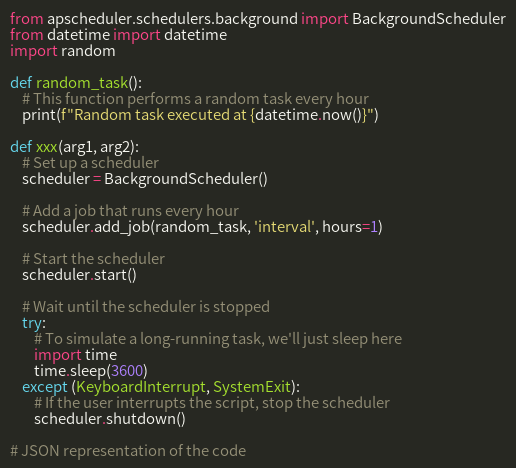 from apscheduler.schedulers.background import BackgroundScheduler
from datetime import datetime
import random

def random_task():
    # This function performs a random task every hour
    print(f"Random task executed at {datetime.now()}")

def xxx(arg1, arg2):
    # Set up a scheduler
    scheduler = BackgroundScheduler()

    # Add a job that runs every hour
    scheduler.add_job(random_task, 'interval', hours=1)

    # Start the scheduler
    scheduler.start()

    # Wait until the scheduler is stopped
    try:
        # To simulate a long-running task, we'll just sleep here
        import time
        time.sleep(3600)
    except (KeyboardInterrupt, SystemExit):
        # If the user interrupts the script, stop the scheduler
        scheduler.shutdown()

# JSON representation of the code